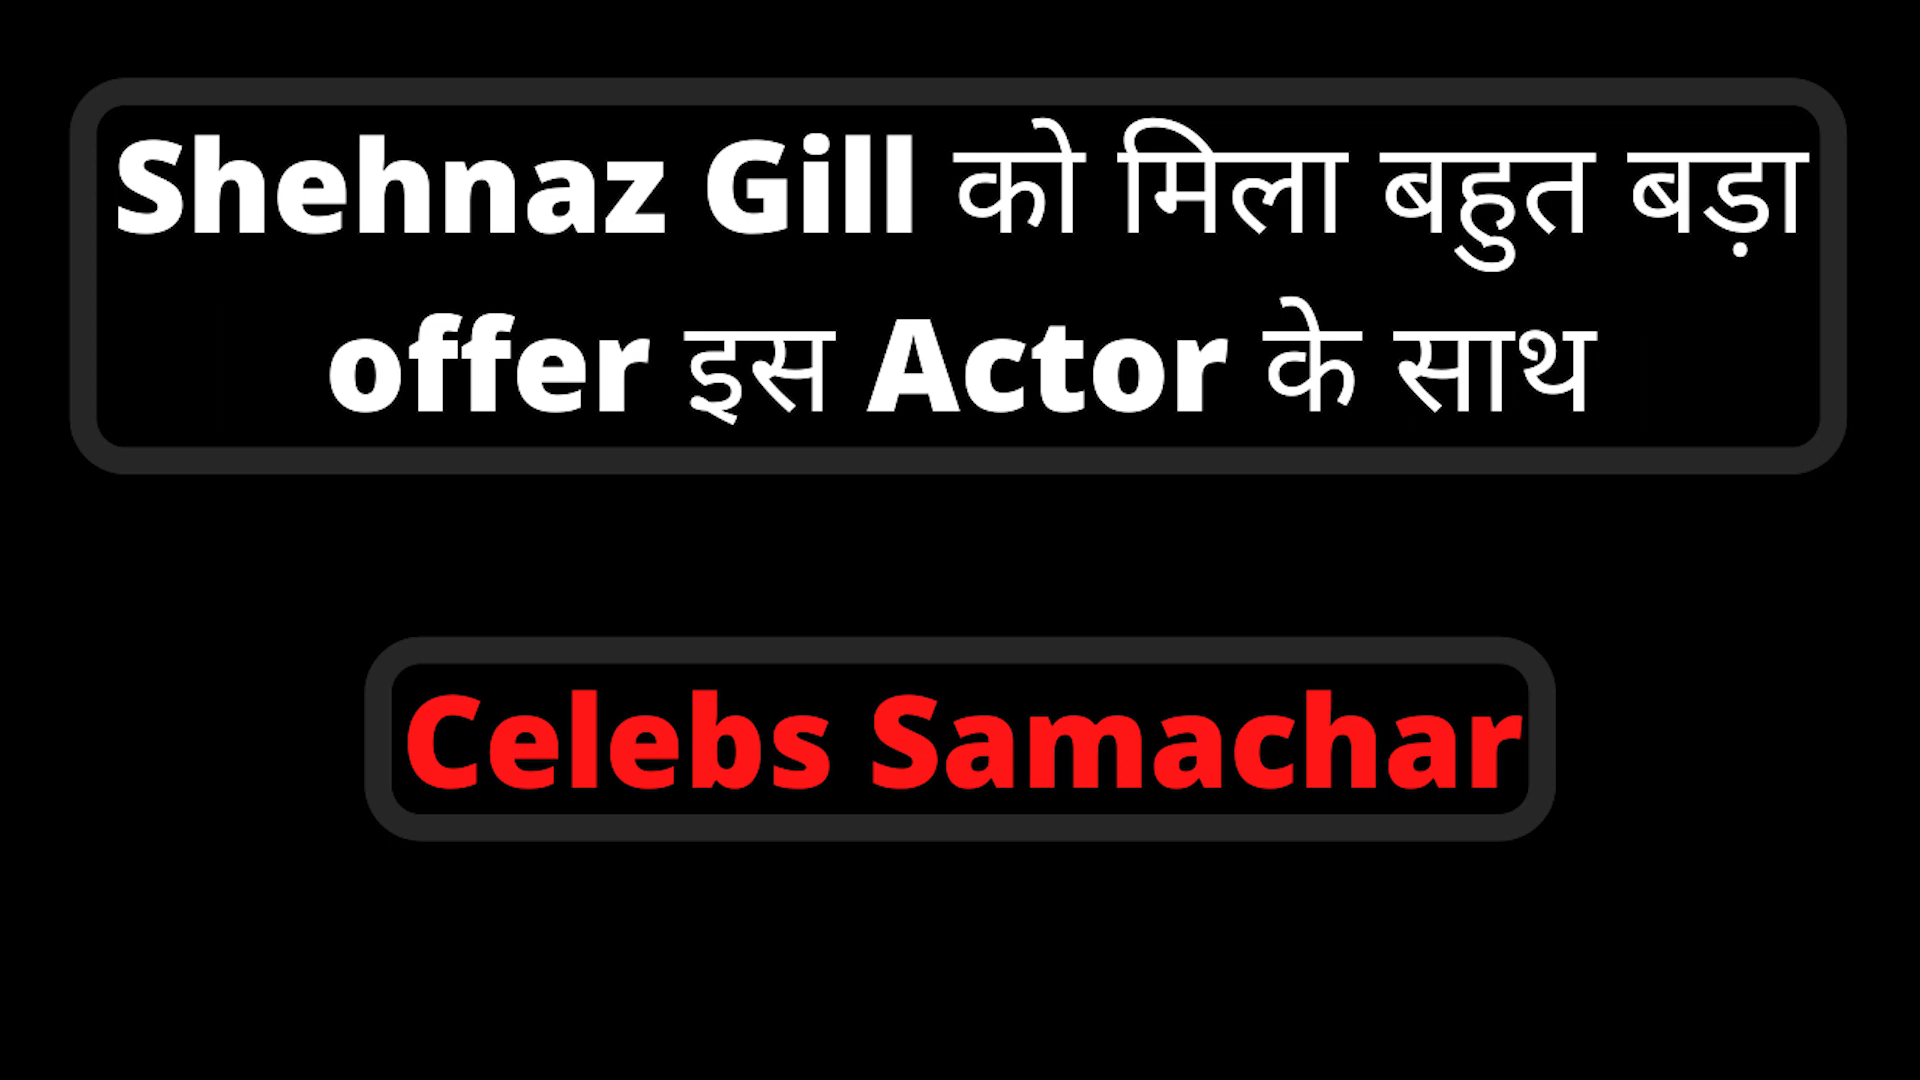 Shehnaz Gill को मिला बहुत बड़ा
offer इस Actor के साथ
Celebs Samachar